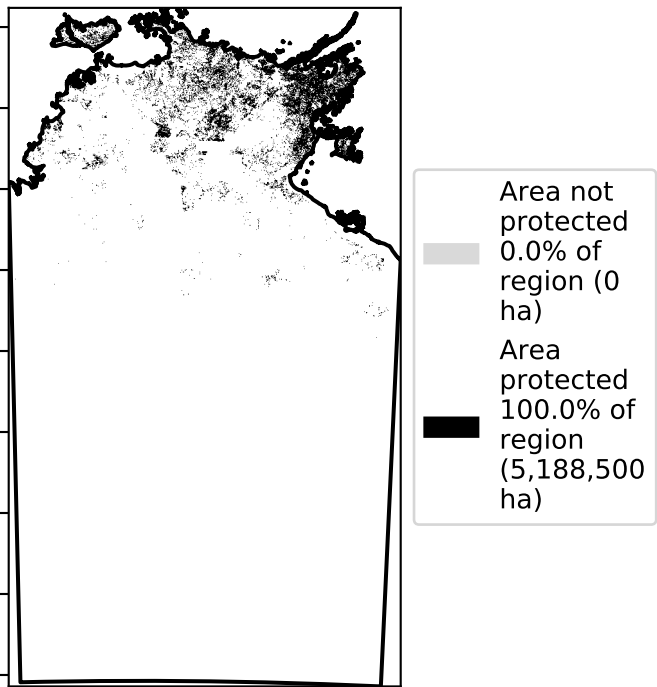 Area not
protected
0.0% of
region (0
ha)
Area
protected
100.0% of
region
(5,188,500
ha)